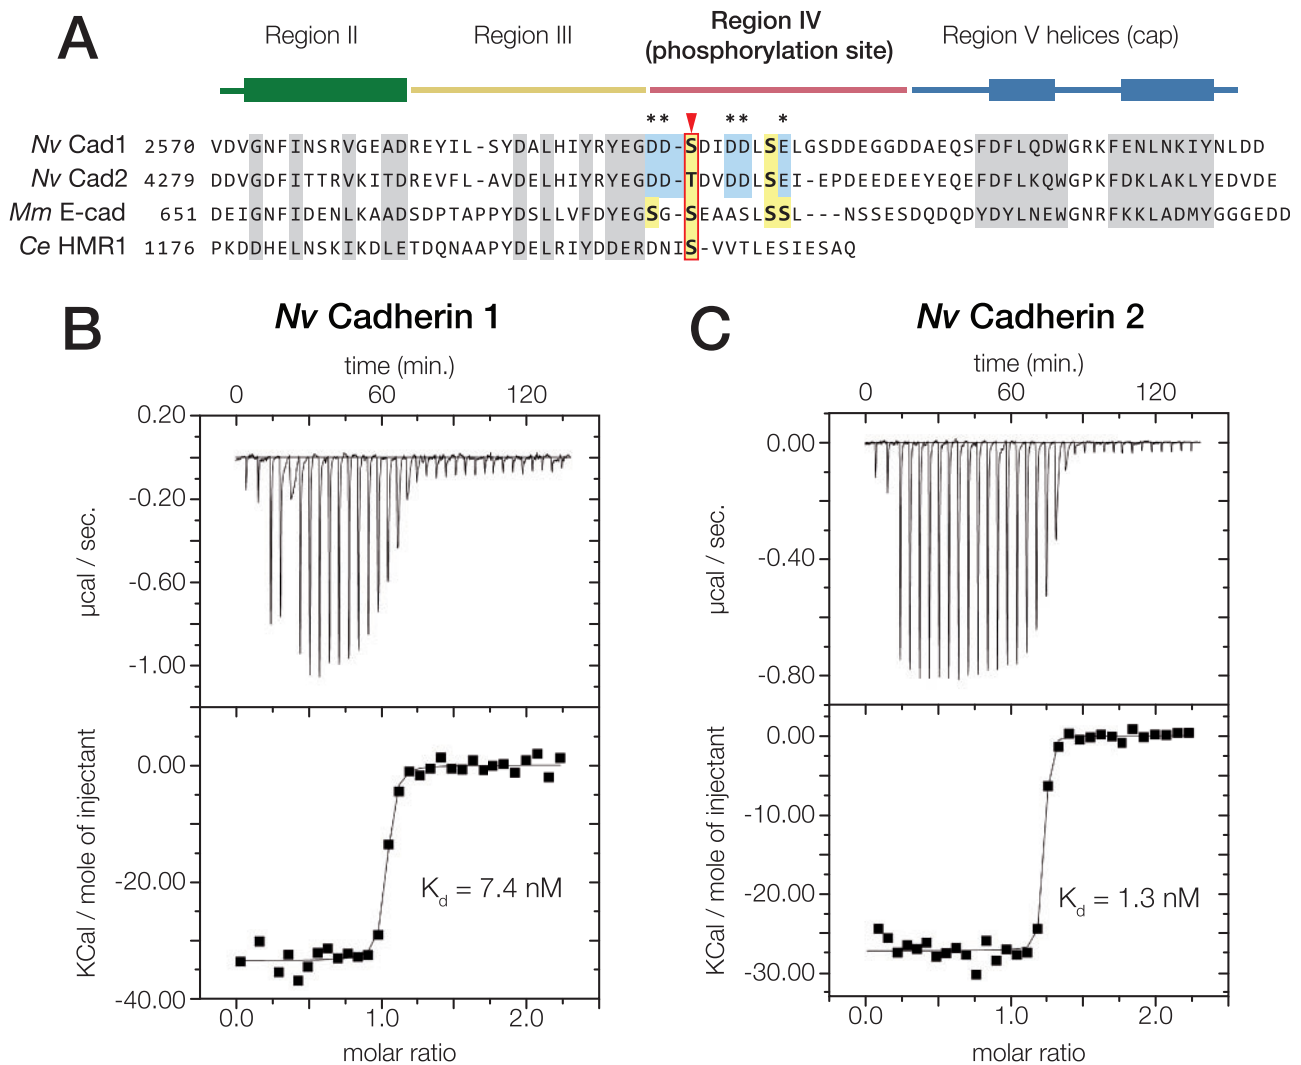 A
Region II
Region III
Region IV
(phosphorylation site)
Region V helices (cap)
** ** *
Nv Cad1 2570 VDVGNFINSRVGEADREYIL-SYDALHIYRYEGDD-SDIDDLSELGSDDEGGDDAEQSFDFLQDWGRKFENLNKIYNLDD
Nv Cad2 4279 DDVGDFITTRVKITDREVFL-AVDELHIYRYEGDD-TDVDDLSEI-EPDEEDEEYEQEFDFLKQWGPKFDKLAKLYEDVDE
Mm E-cad 651 DEIGNFIDENLKAADSDPTAPPYDSLLVFDYEGSG-SEAASLSSL---NSSESDQDQDYDYLNEWGNRFKKLADMYGGGEDD
Ce HMR1 1176 PKDDHELNSKIKDLETDQNAAPYDELRIYDDERDNIS-VVTLESIESAQ
B
Nv Cadherin 1
time (min.)
0 60 120
0.20
-0.20
-0.60
-1.00
µcal / sec.
0.00
-20.00
-40.00
KCal / mole of injectant
Kd = 7.4 nM
0.0 1.0 2.0
molar ratio
C
Nv Cadherin 2
time (min.)
0 60 120
0.00
-0.40
-0.80
µcal / sec.
0.00
-10.00
-20.00
-30.00
KCal / mole of injectant
Kd = 1.3 nM
0.0 1.0 2.0
molar ratio